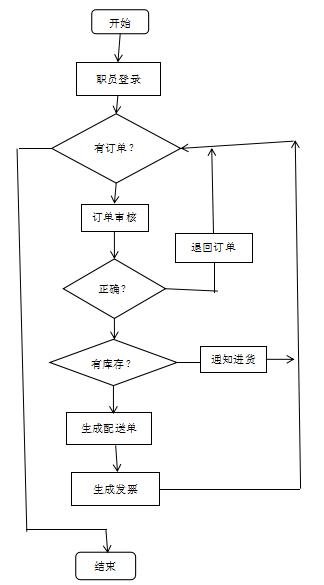 开始
职员登录
有订单？
订单审核
退回订单
正确？
有库存？
通知进货
生成配送单
生成发票
结束